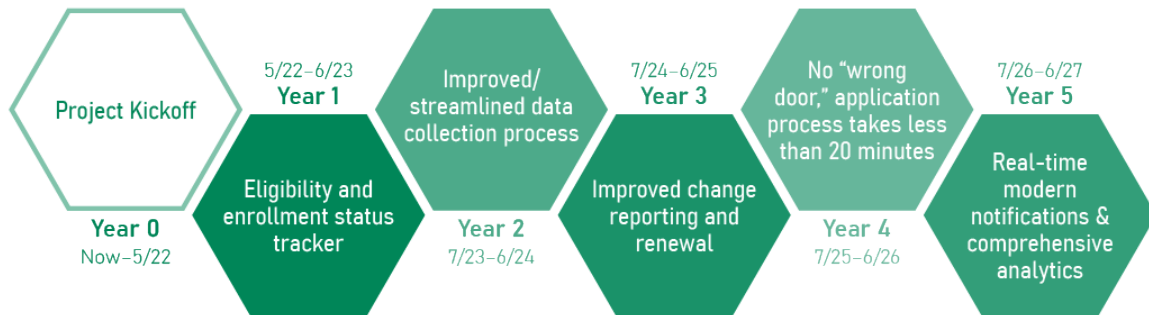 Project Kickoff
Year 0
Now–5/22
5/22–6/23
Year 1
Eligibility and
enrollment status
tracker
Improved/
streamlined data
collection process
Year 2
7/23–6/24
7/24–6/25
Year 3
Improved change
reporting and
renewal
No “wrong
door,” application
process takes less
than 20 minutes
Year 4
7/25–6/26
7/26–6/27
Year 5
Real-time
modern
notifications &
comprehensive
analytics